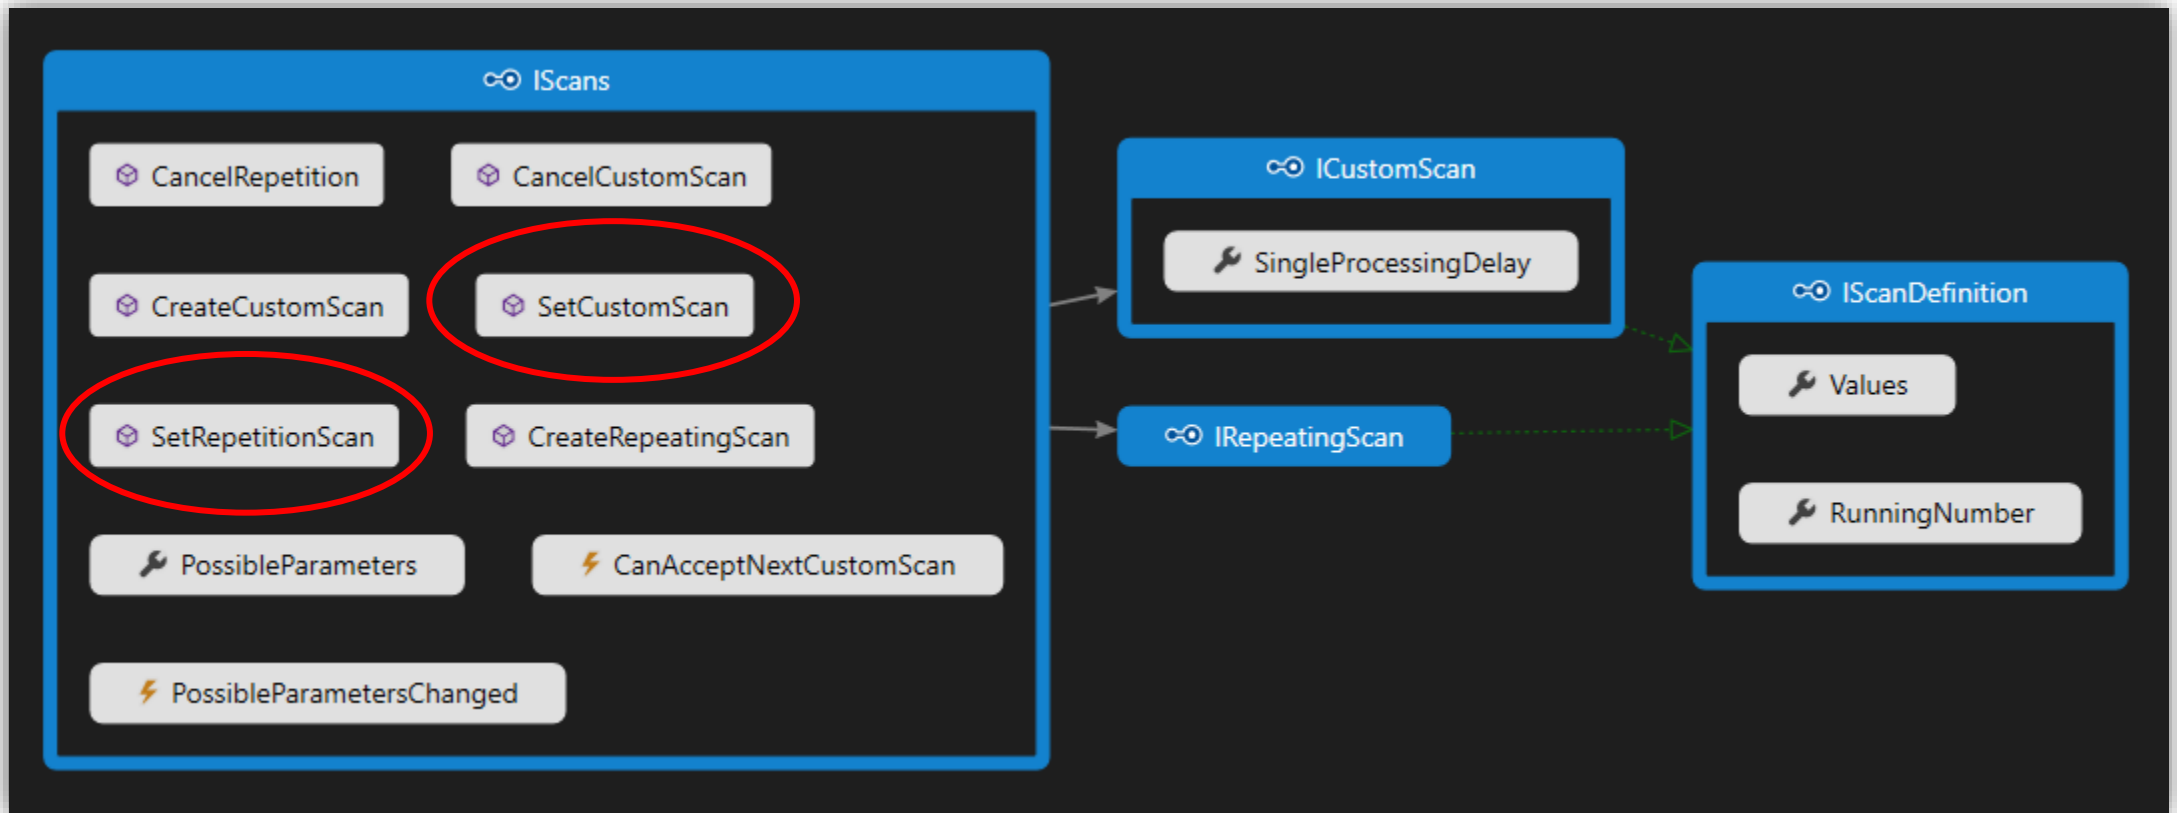 IScans
CancelRepetition
CancelCustomScan
CreateCustomScan
SetCustomScan
SetRepetitionScan
CreateRepeatingScan
PossibleParameters
CanAcceptNextCustomScan
PossibleParametersChanged
ICustomScan
SingleProcessingDelay
IRepeatingScan
IScanDefinition
Values
RunningNumber